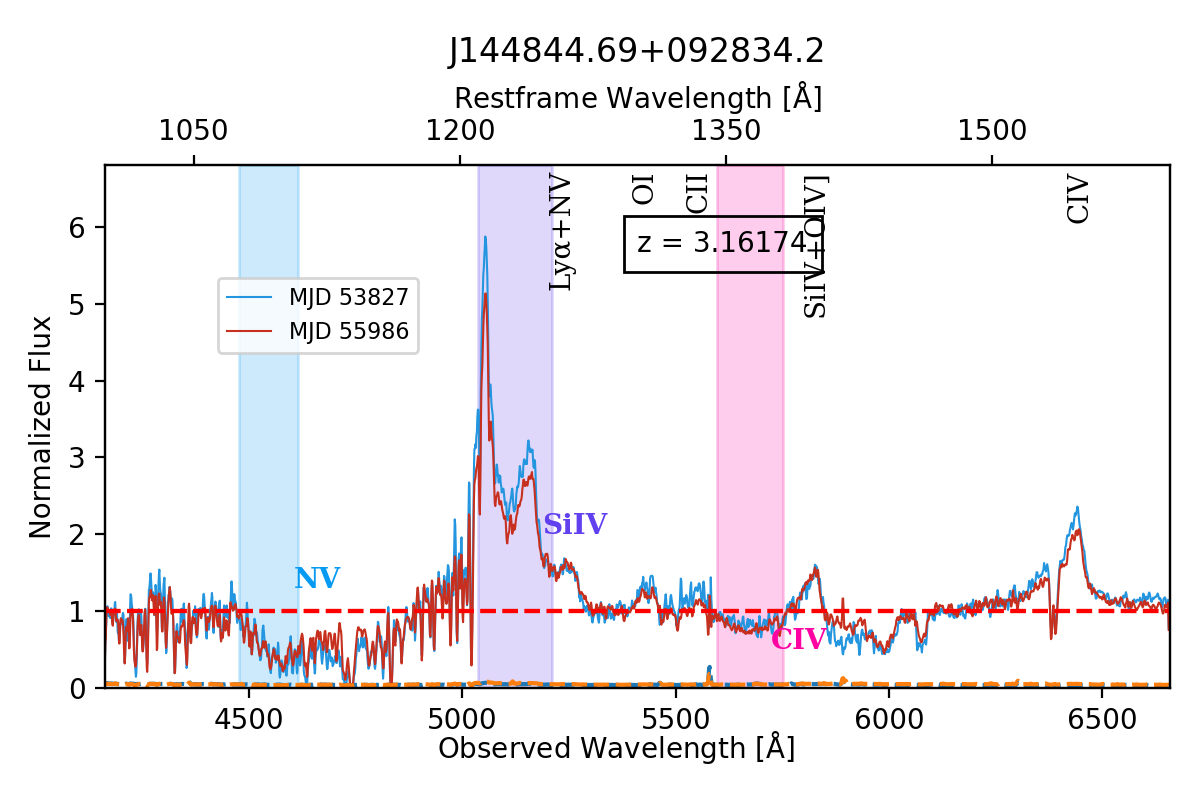 J144844.69+092834.2
Restframe Wavelength [Å]
1050 1200 1350 1500
Lyα+NV
OI
CII
SiIV+OIV]
CIV
z = 3.16174
MJD 53827
MJD 55986
SiIV
NV
CIV
Normalized Flux
6
5
4
3
2
1
0
4500 5000 5500 6000 6500
Observed Wavelength [Å]